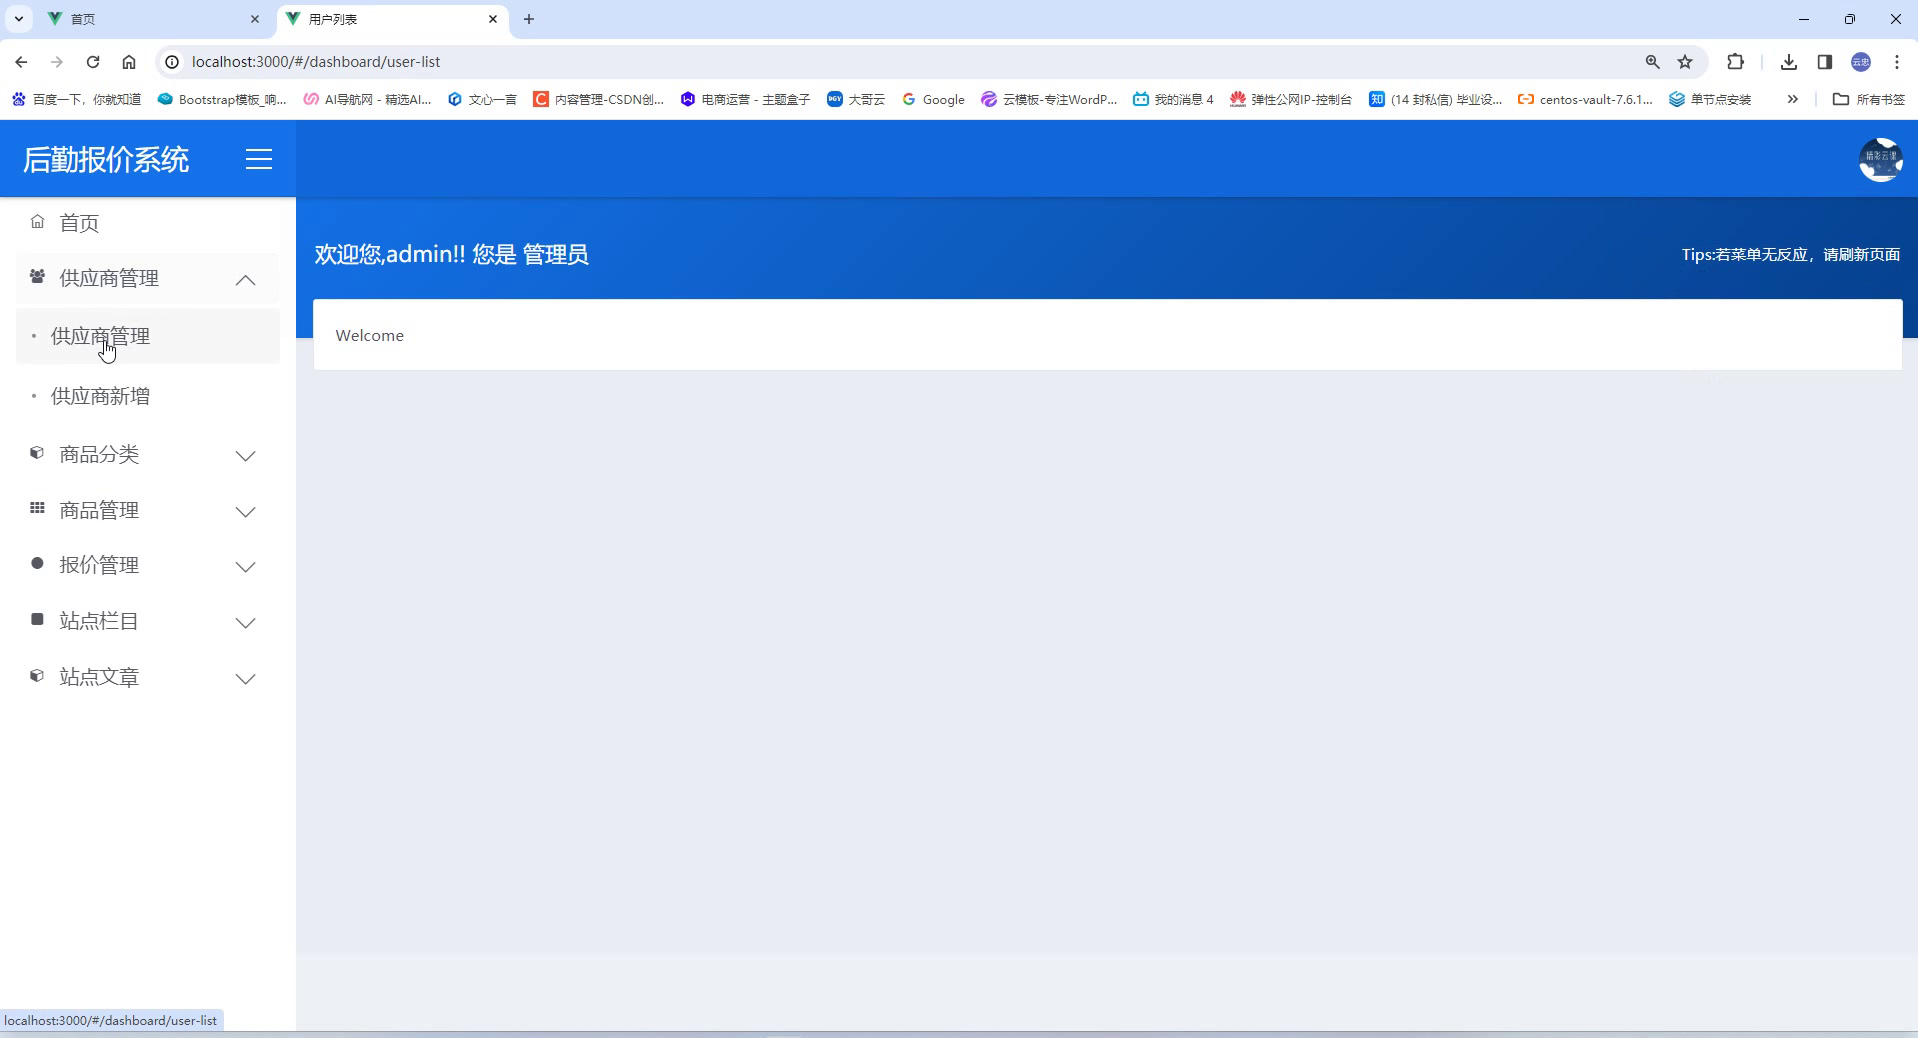 首页
用户列表
localhost:3000/#/dashboard/user-list
云忠
百度一下，你就知道
Bootstrap模板_响...
AI导航网 - 精选AI...
文心一言
内容管理-CSDN创...
电商运营 - 主题盒子
DGY 大哥云
Google
云模板-专注WordP...
我的消息 4
弹性公网IP-控制台
知 (14 封私信) 毕业设...
centos-vault-7.6.1...
单节点安装
所有书签
后勤报价系统
精彩云课
首页
欢迎您,admin!! 您是 管理员
Tips:若菜单无反应，请刷新页面
供应商管理
供应商管理
Welcome
供应商新增
商品分类
商品管理
报价管理
站点栏目
站点文章
localhost:3000/#/dashboard/user-list